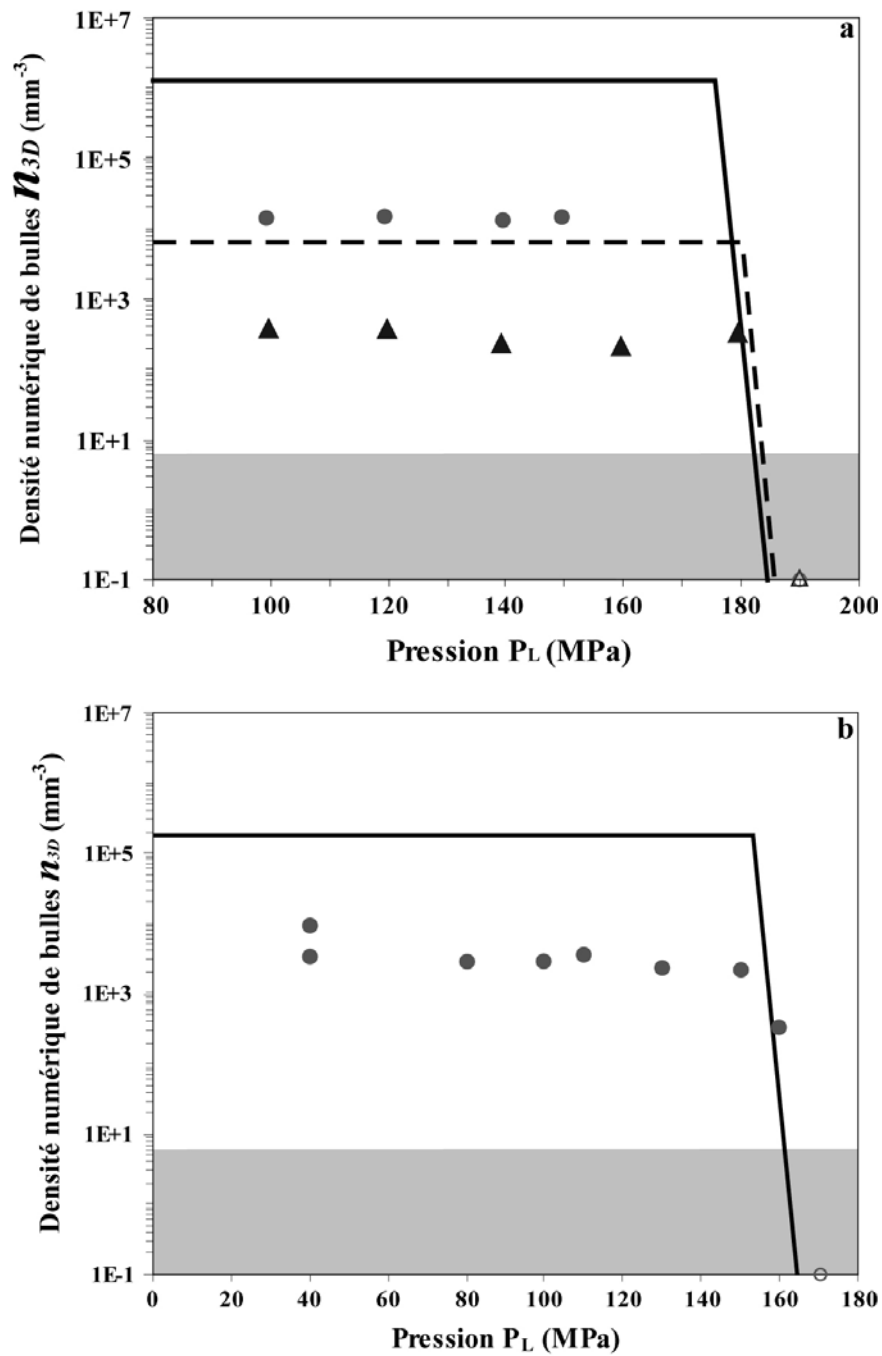 a
1E+7
1E+5
1E+3
1E+1
1E-1
Densité numérique de bulles n3D (mm-3)
80 100 120 140 160 180 200
Pression PL (MPa)
b
1E+7
1E+5
1E+3
1E+1
1E-1
Densité numérique de bulles n3D (mm-3)
0 20 40 60 80 100 120 140 160 180
Pression PL (MPa)